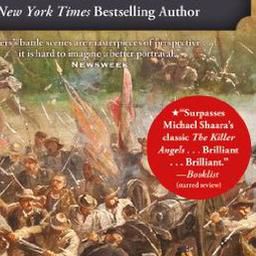 New York Times Bestselling Author
battle scenes are masterpieces of perspective . . .
it is hard to imagine a better portrayal.
NEWSWEEK
★“Surpasses
Michael Shaara's
classic The Killer
Angels . . . Brilliant
. . . Brilliant.”
—Booklist
(starred review)